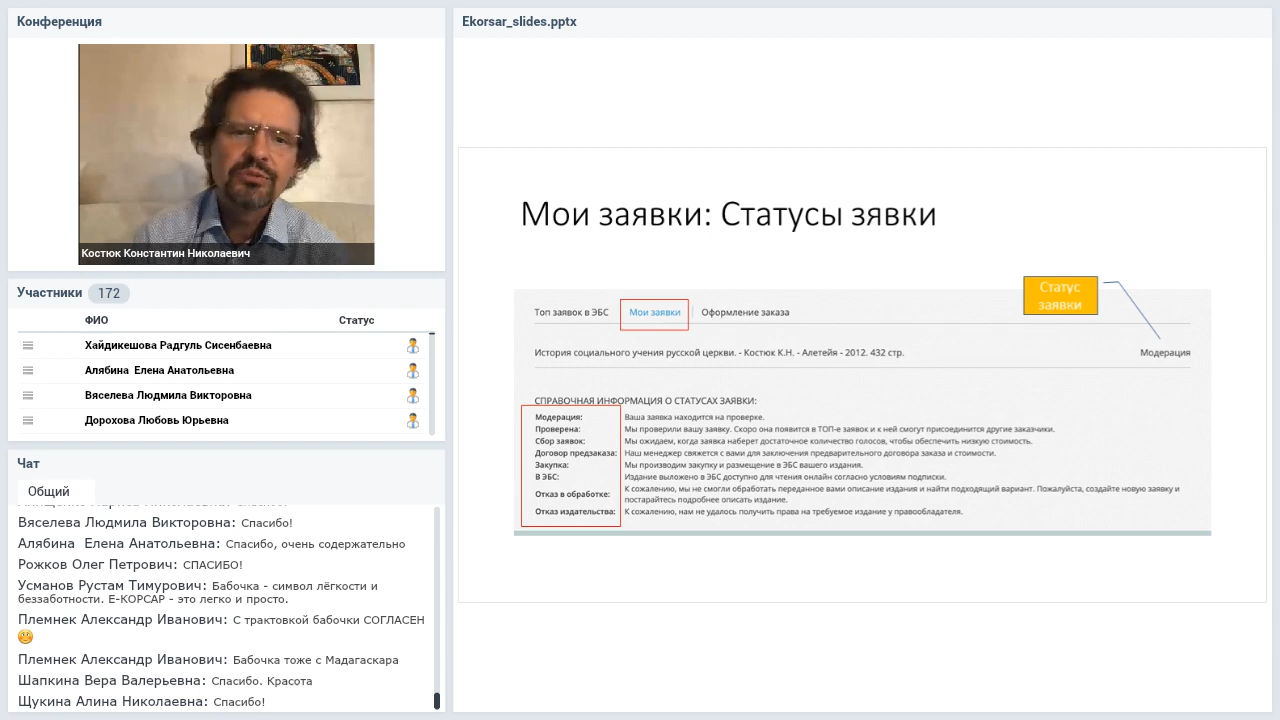 Конференция
Костюк Константин Николаевич
Участники 172
ФИО Статус
Хайдикешова Радгуль Сисенбаевна
Алябина  Елена Анатольевна
Вяселева Людмила Викторовна
Дорохова Любовь Юрьевна
Чат
Общий
Вяселева Людмила Викторовна: Спасибо!
Алябина  Елена Анатольевна: Спасибо, очень содержательно
Рожков Олег Петрович: СПАСИБО!
Усманов Рустам Тимурович: Бабочка - символ лёгкости и
беззаботности. Е-КОРСАР - это легко и просто.
Племнек Александр Иванович: С трактовкой бабочки СОГЛАСЕН
Племнек Александр Иванович: Бабочка тоже с Мадагаскара
Шапкина Вера Валерьевна: Спасибо. Красота
Щукина Алина Николаевна: Спасибо!
Ekorsar_slides.pptx
Мои заявки: Статусы зявки
Статус
заявки
Топ заявок в ЭБС Мои заявки Оформление заказа
История социального учения русской церкви. - Костюк К.Н. - Алетейя - 2012. 432 стр. Модерация
СПРАВОЧНАЯ ИНФОРМАЦИЯ О СТАТУСАХ ЗАЯВКИ:
Модерация: Ваша заявка находится на проверке.
Проверена: Мы проверили вашу заявку. Скоро она появится в ТОП-е заявок и к ней смогут присоединится другие заказчики.
Сбор заявок: Мы ожидаем, когда заявка наберет достаточное количество голосов, чтобы обеспечить низкую стоимость.
Договор предзаказа: Наш менеджер свяжется с вами для заключения предварительного договора заказа и стоимости.
Закупка: Мы производим закупку и размещение в ЭБС вашего издания.
В ЭБС: Издание выложено в ЭБС доступно для чтения онлайн согласно условиям подписки.
Отказ в обработке: К сожалению, мы не смогли обработать переданное вами описание издания и найти подходящий вариант. Пожалуйста, создайте новую заявку и
постарайтесь подробнее описать издание.
Отказ издательства: К сожалению, нам не удалось получить права на требуемое издание у правообладателя.